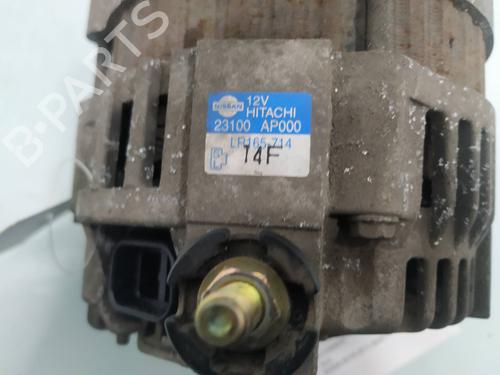 B-PARTS
NISSAN
12V
HITACHI
23100 AP000
LR165-714
14F